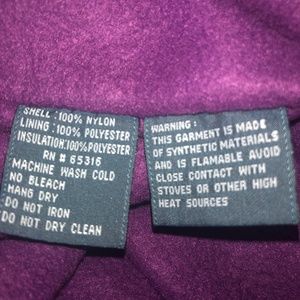 SHELL: 100% NYLON
LINING: 100% POLYESTER
INSULATION:100% POLYESTER
RN # 65316
MACHINE WASH COLD
NO BLEACH
HANG DRY
DO NOT IRON
DO NOT DRY CLEAN
WARNING:
THIS GARMENT IS MADE
OF SYNTHETIC MATERIALS
AND IS FLAMABLE AVOID
CLOSE CONTACT WITH
STOVES OR OTHER HIGH
HEAT SOURCES